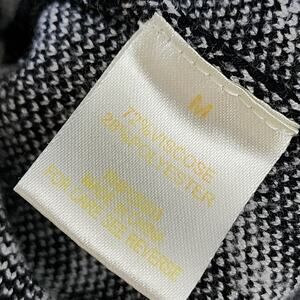 M
77%VISCOSE
23%POLYESTER
MADE IN CHINA
FOR CARE SEE REVERSE